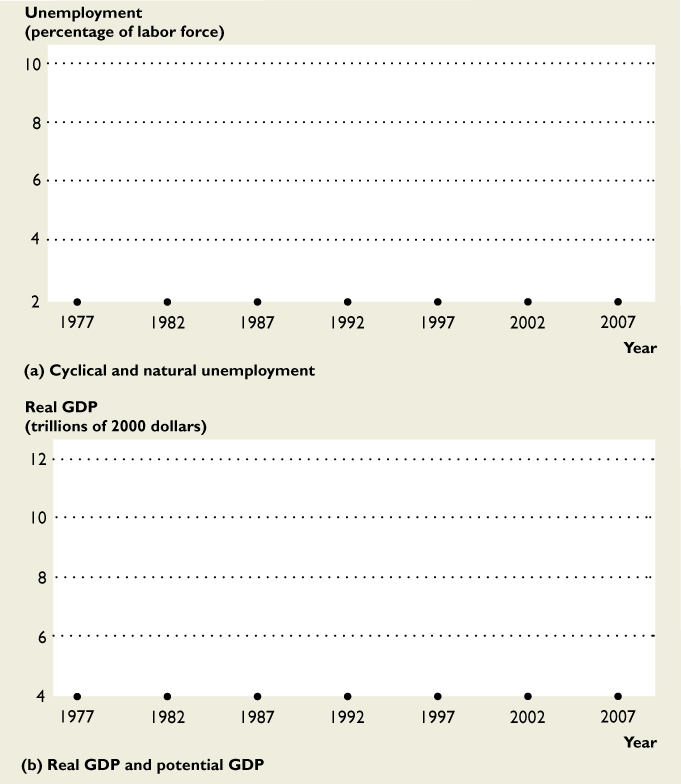 Unemployment
(percentage of labor force)
10
8
6
4
2
1977 1982 1987 1992 1997 2002 2007
Year
(a) Cyclical and natural unemployment
Real GDP
(trillions of 2000 dollars)
12
10
8
6
4
1977 1982 1987 1992 1997 2002 2007
Year
(b) Real GDP and potential GDP